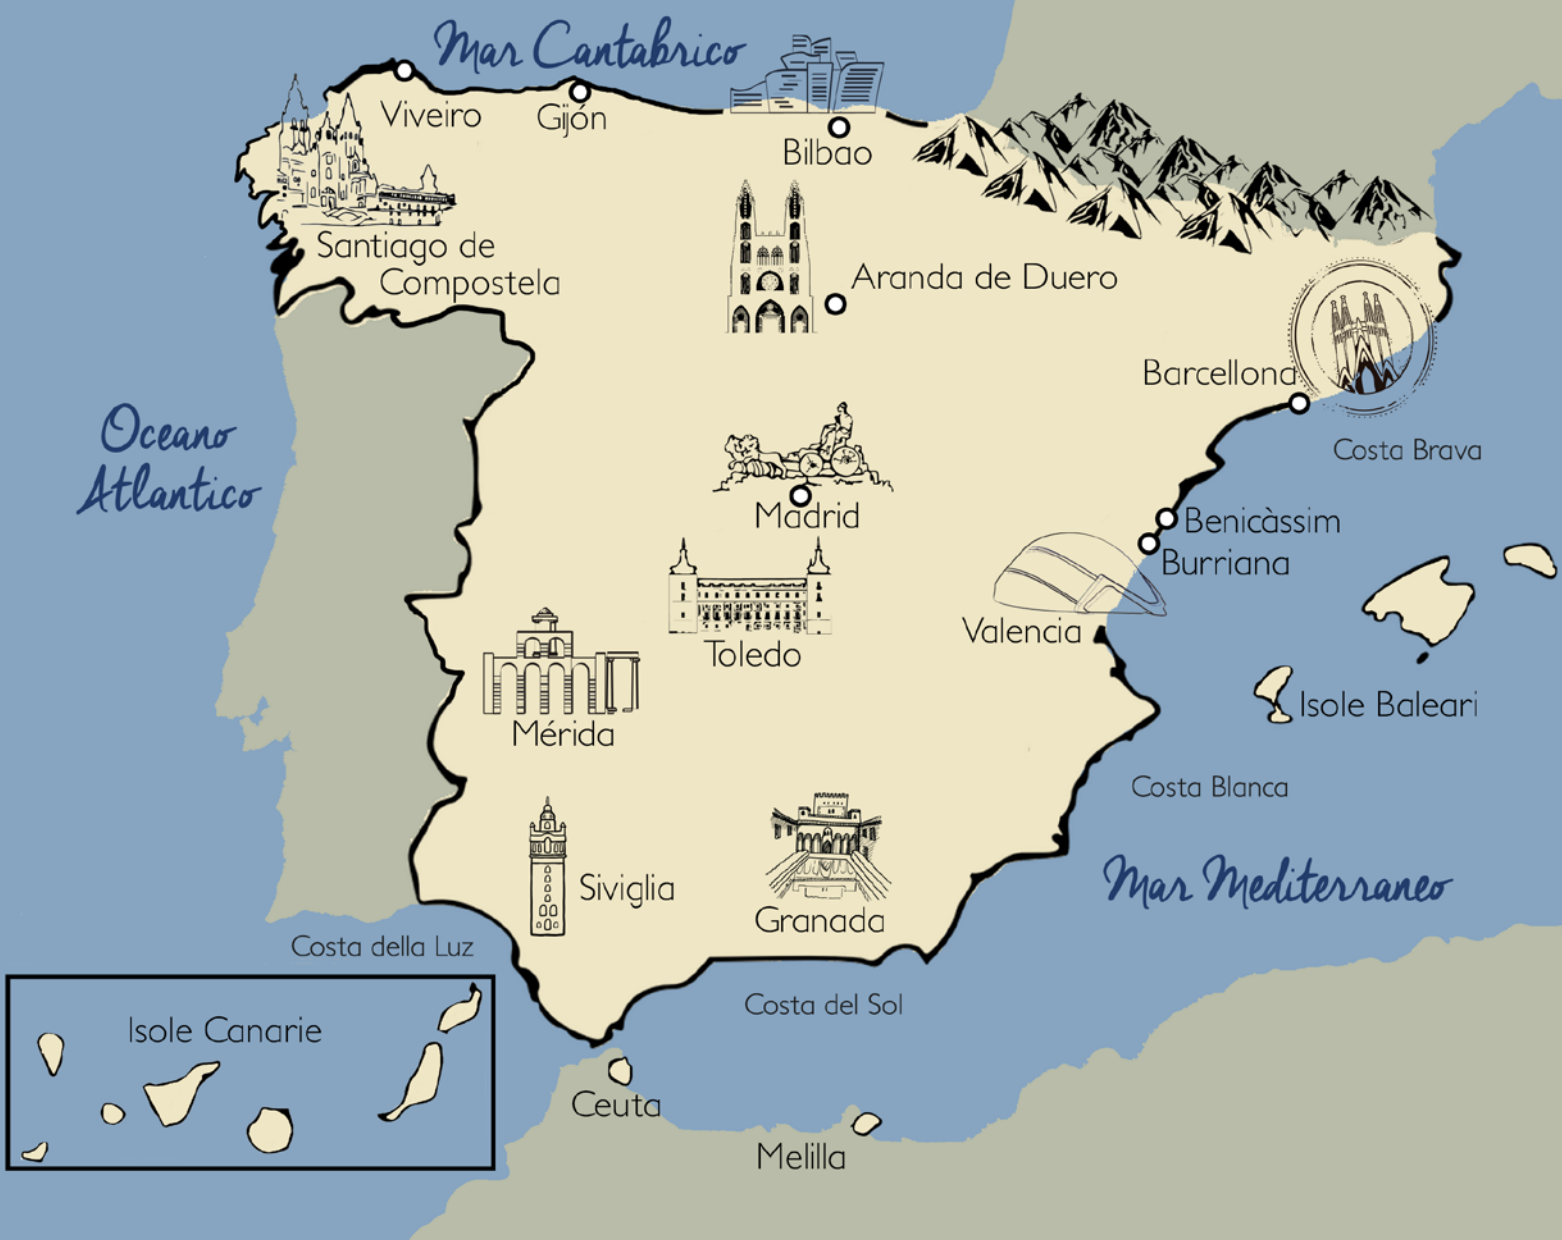 Mar Cantabrico
Viveiro
Gijón
Bilbao
Santiago de
Compostela
Aranda de Duero
Barcellona
Oceano
Atlantico
Costa Brava
Madrid
Benicàssim
Burriana
Valencia
Toledo
Isole Baleari
Mérida
Costa Blanca
Siviglia
Granada
Mar Mediterraneo
Costa della Luz
Costa del Sol
Isole Canarie
Ceuta
Melilla